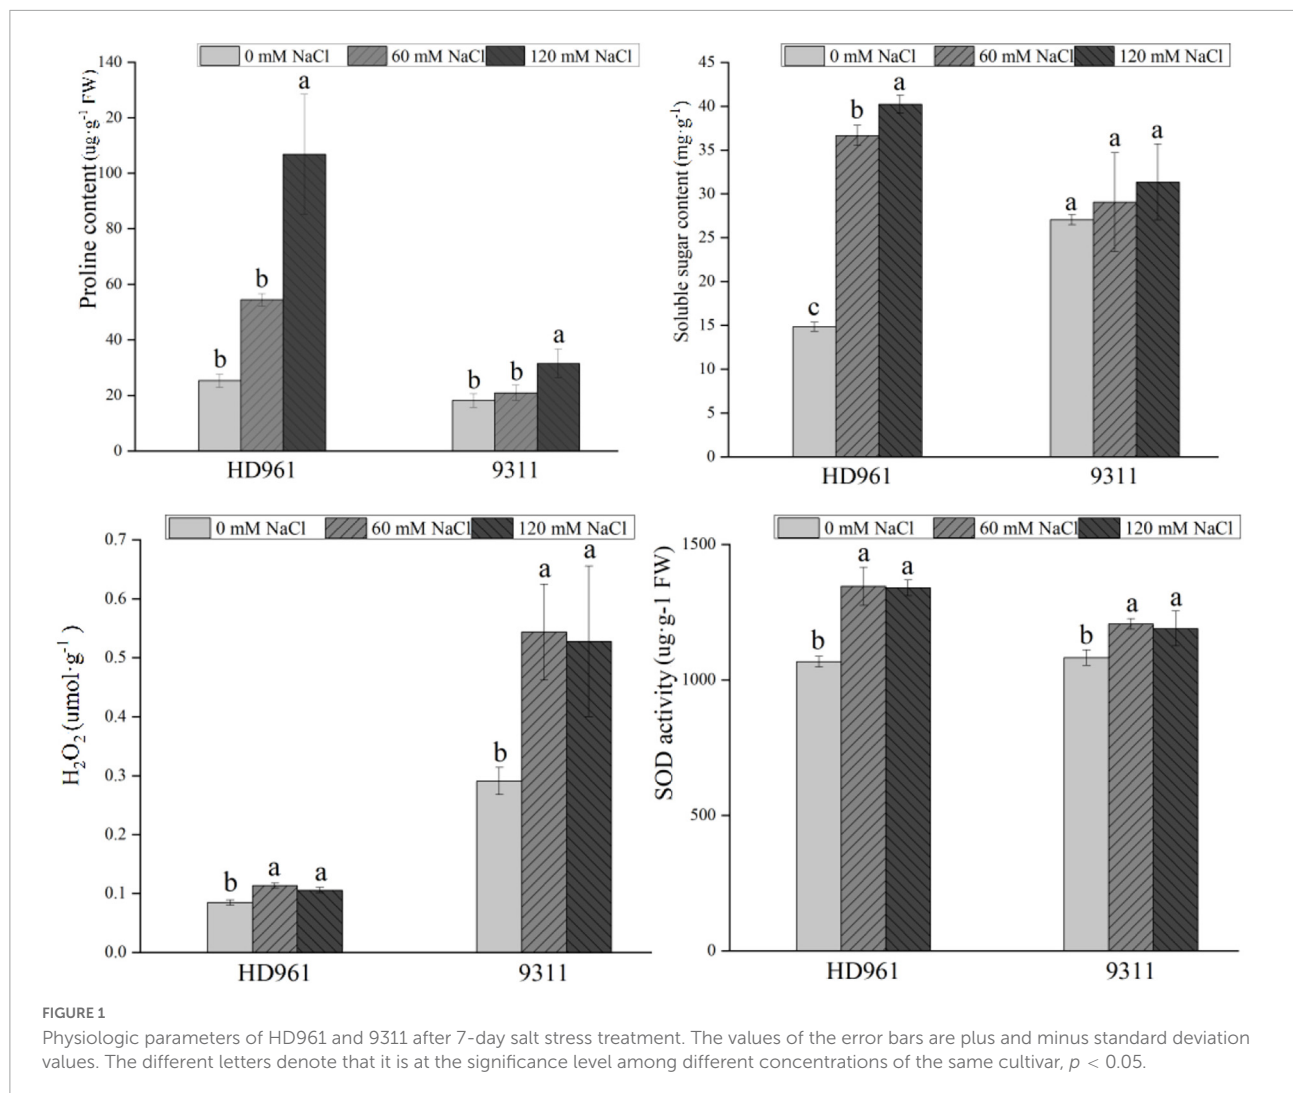 0 mM NaCl 60 mM NaCl 120 mM NaCl
Proline content (ug·g⁻¹ FW)
140
20
100
80
60
40
20
0
b
b
a
b
b
a
HD961 9311
0 mM NaCl 60 mM NaCl 120 mM NaCl
Soluble sugar content (mg·g⁻¹)
45
40
35
30
25
20
15
10
5
0
c
b
a
a
a
a
HD961 9311
0 mM NaCl 60 mM NaCl 120 mM NaCl
H₂O₂ (umol·g⁻¹)
0.7
0.6
0.5
0.4
0.3
0.2
0.1
0.0
b
a
a
b
a
a
HD961 9311
0 mM NaCl 60 mM NaCl 120 mM NaCl
SOD activity (ug·g-1 FW)
1500
1000
500
0
b
a
a
b
a
a
HD961 9311
FIGURE 1
Physiologic parameters of HD961 and 9311 after 7-day salt stress treatment. The values of the error bars are plus and minus standard deviation
values. The different letters denote that it is at the significance level among different concentrations of the same cultivar, p < 0.05.